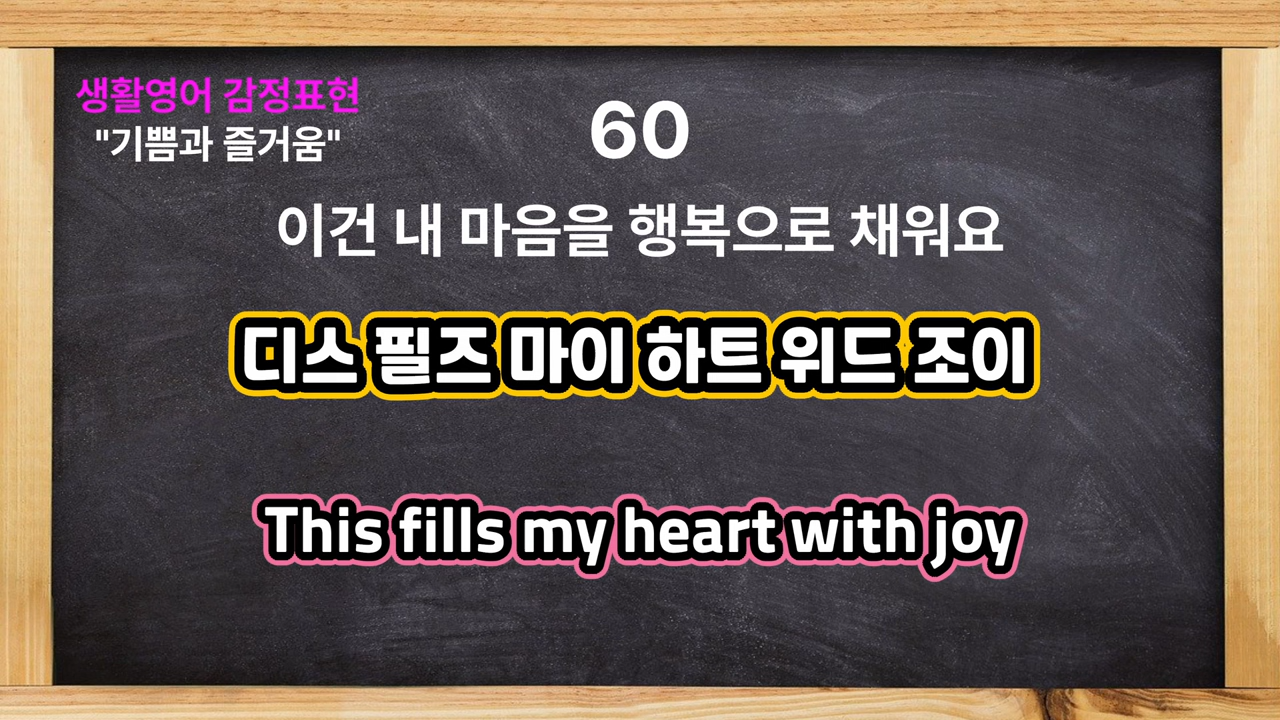 생활영어 감정표현
"기쁨과 즐거움"
60
이건 내 마음을 행복으로 채워요
디스 필즈 마이 하트 위드 조이
This fills my heart with joy